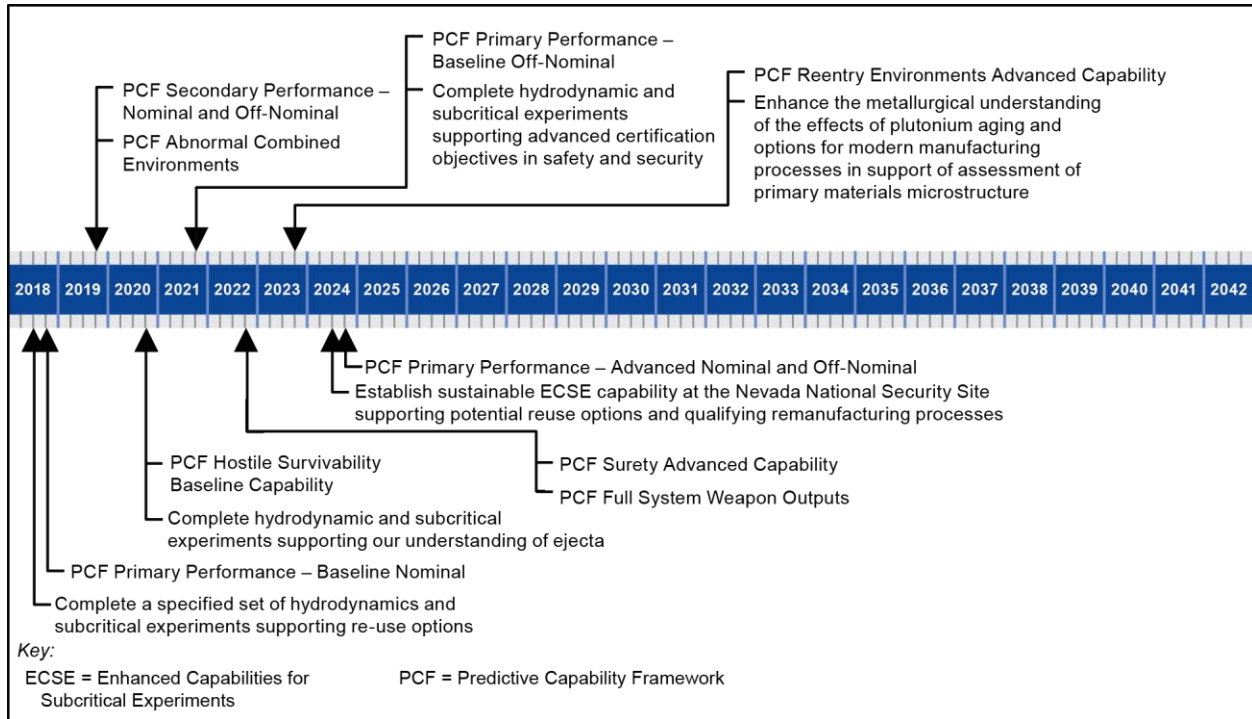 PCF Secondary Performance –
Nominal and Off-Nominal
PCF Abnormal Combined
Environments
PCF Primary Performance –
Baseline Off-Nominal
Complete hydrodynamic and
subcritical experiments
supporting advanced certification
objectives in safety and security
PCF Reentry Environments Advanced Capability
Enhance the metallurgical understanding
of the effects of plutonium aging and
options for modern manufacturing
processes in support of assessment of
primary materials microstructure
2018 2019 2020 2021 2022 2023 2024 2025 2026 2027 2028 2029 2030 2031 2032 2033 2034 2035 2036 2037 2038 2039 2040 2041 2042
PCF Primary Performance – Advanced Nominal and Off-Nominal
Establish sustainable ECSE capability at the Nevada National Security Site
supporting potential reuse options and qualifying remanufacturing processes
PCF Hostile Survivability
Baseline Capability
PCF Surety Advanced Capability
PCF Full System Weapon Outputs
Complete hydrodynamic and subcritical
experiments supporting our understanding of ejecta
PCF Primary Performance – Baseline Nominal
Complete a specified set of hydrodynamics and
subcritical experiments supporting re-use options
Key:
ECSE = Enhanced Capabilities for
Subcritical Experiments
PCF = Predictive Capability Framework